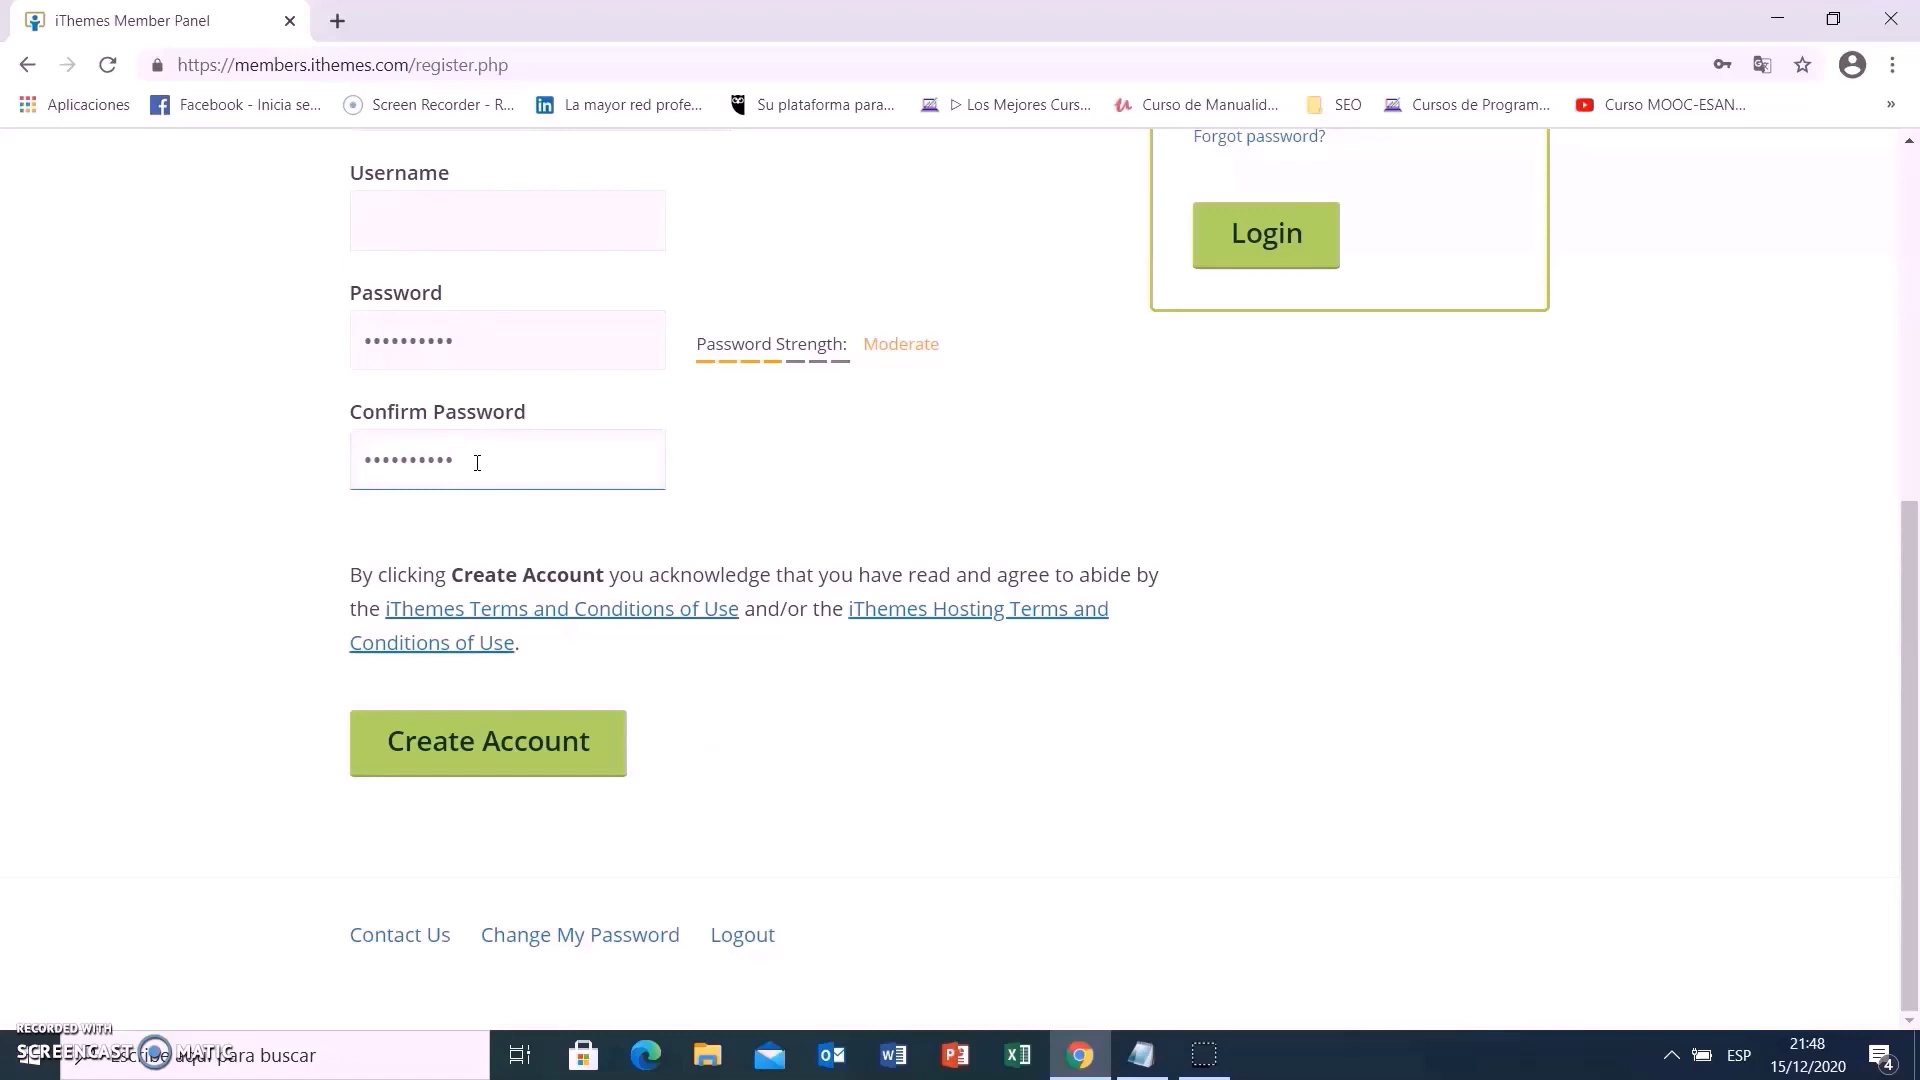 iThemes Member Panel
https://members.ithemes.com/register.php
Aplicaciones
Facebook - Inicia se...
Screen Recorder - R...
La mayor red profe...
Su plataforma para...
▷ Los Mejores Curs...
Curso de Manualid...
SEO
Cursos de Program...
Curso MOOC-ESAN...
»
Forgot password?
Username
Login
Password
••••••••••
Password Strength: Moderate
Confirm Password
••••••••••
By clicking Create Account you acknowledge that you have read and agree to abide by
the iThemes Terms and Conditions of Use and/or the iThemes Hosting Terms and
Conditions of Use.
Create Account
Contact Us
Change My Password
Logout
RECORDED WITH
SCREENCAST MATIC
Escribe aquí para buscar
ESP
21:48
15/12/2020
4